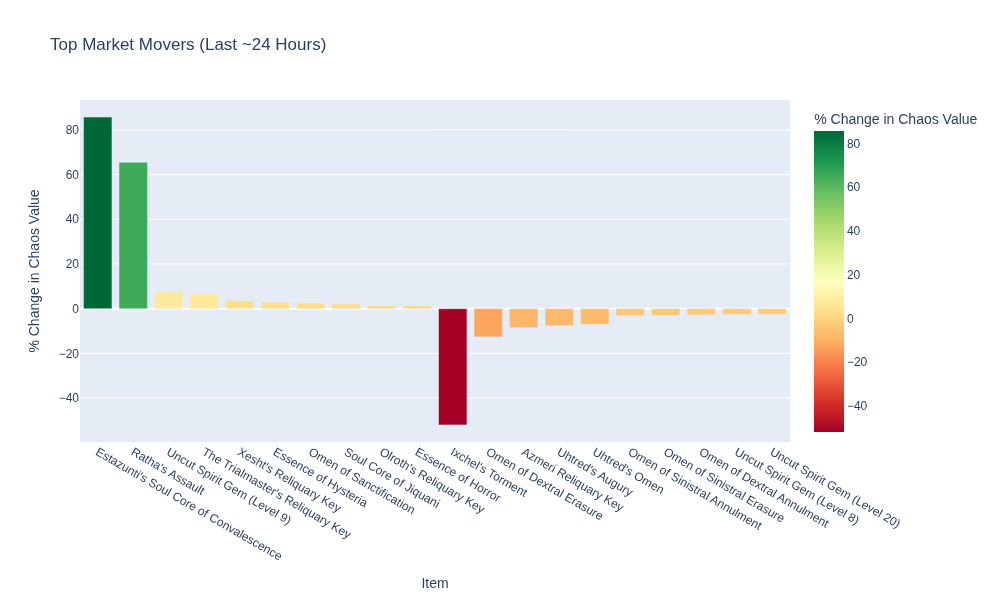 Top Market Movers (Last ~24 Hours)
% Change in Chaos Value
80
60
40
20
0
−20
−40
Estazunti's Soul Core of Convalescence
Ratha's Assault
Uncut Spirit Gem (Level 9)
The Trialmaster's Reliquary Key
Xesht's Reliquary Key
Essence of Hysteria
Omen of Sanctification
Soul Core of Jiquani
Olroth's Reliquary Key
Essence of Horror
Ixchel's Torment
Omen of Dextral Erasure
Azmeri Reliquary Key
Uhtred's Augury
Uhtred's Omen
Omen of Sinistral Annulment
Omen of Sinistral Erasure
Omen of Dextral Annulment
Uncut Spirit Gem (Level 8)
Uncut Spirit Gem (Level 20)
Item
% Change in Chaos Value
80
60
40
20
0
−20
−40